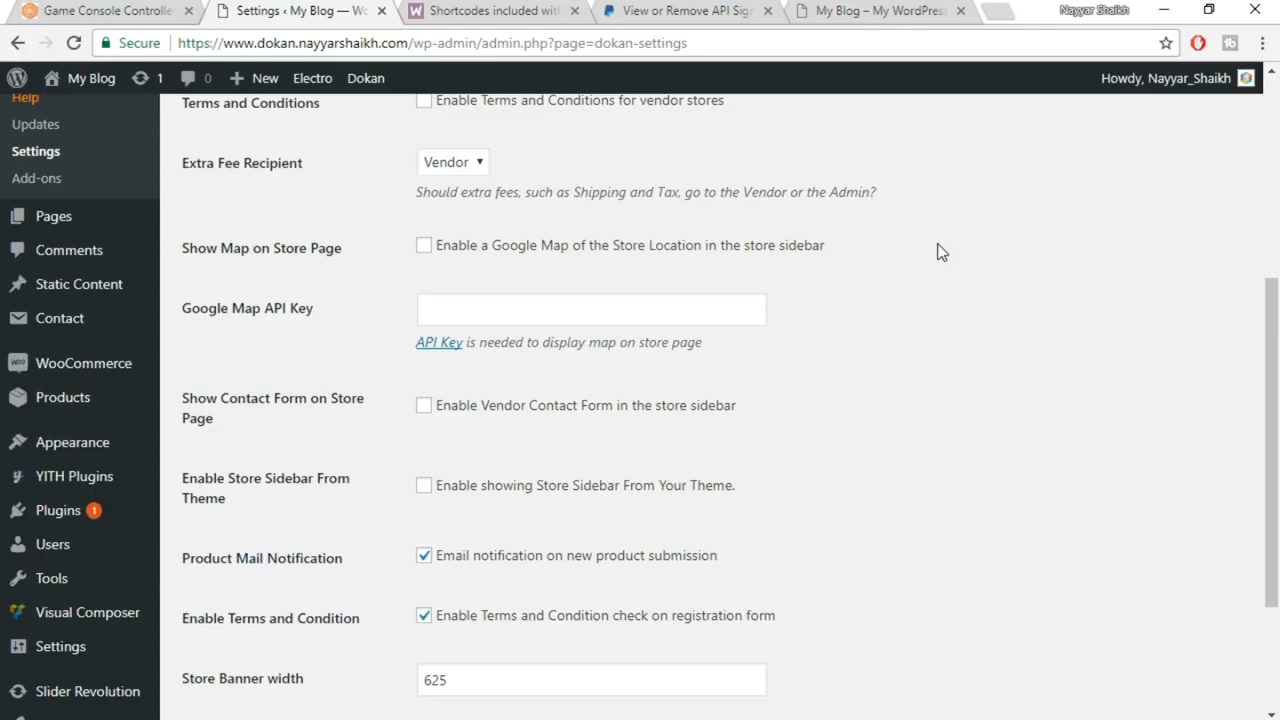 Game Console Controlle
Settings ‹ My Blog — Wo
Shortcodes included wit
View or Remove API Sig
My Blog – My WordPres
Nayyar Shaikh
Secure
https://www.dokan.nayyarshaikh.com/wp-admin/admin.php?page=dokan-settings
My Blog
1
0
New
Electro
Dokan
Howdy, Nayyar_Shaikh
Help
Updates
Settings
Add-ons
Pages
Comments
Static Content
Contact
WooCommerce
Products
Appearance
YITH Plugins
Plugins 1
Users
Tools
Visual Composer
Settings
Slider Revolution
Terms and Conditions
Enable Terms and Conditions for vendor stores
Extra Fee Recipient
Vendor
Should extra fees, such as Shipping and Tax, go to the Vendor or the Admin?
Show Map on Store Page
Enable a Google Map of the Store Location in the store sidebar
Google Map API Key
API Key is needed to display map on store page
Show Contact Form on Store
Page
Enable Vendor Contact Form in the store sidebar
Enable Store Sidebar From
Theme
Enable showing Store Sidebar From Your Theme.
Product Mail Notification
Email notification on new product submission
Enable Terms and Condition
Enable Terms and Condition check on registration form
Store Banner width
625